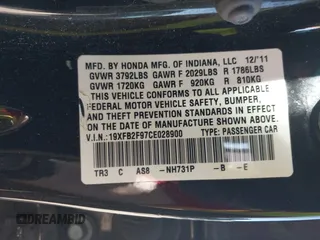 MFD. BY HONDA MFG. OF INDIANA, LLC 12/'11
GVWR 3792LBS GAWR F 2029LBS R 1786LBS
GVWR 1720KG GAWR F 920KG R 810KG
THIS VEHICLE CONFORMS TO ALL APPLICABLE
FEDERAL MOTOR VEHICLE SAFETY, BUMPER, AND
THEFT PREVENTION STANDARDS IN EFFECT ON
THE DATE OF MANUFACTURE SHOWN ABOVE.
V.I.N.: 19XFB2F97CE028900 TYPE: PASSENGER CAR
TR3 C AS8 -NH731P -B -E